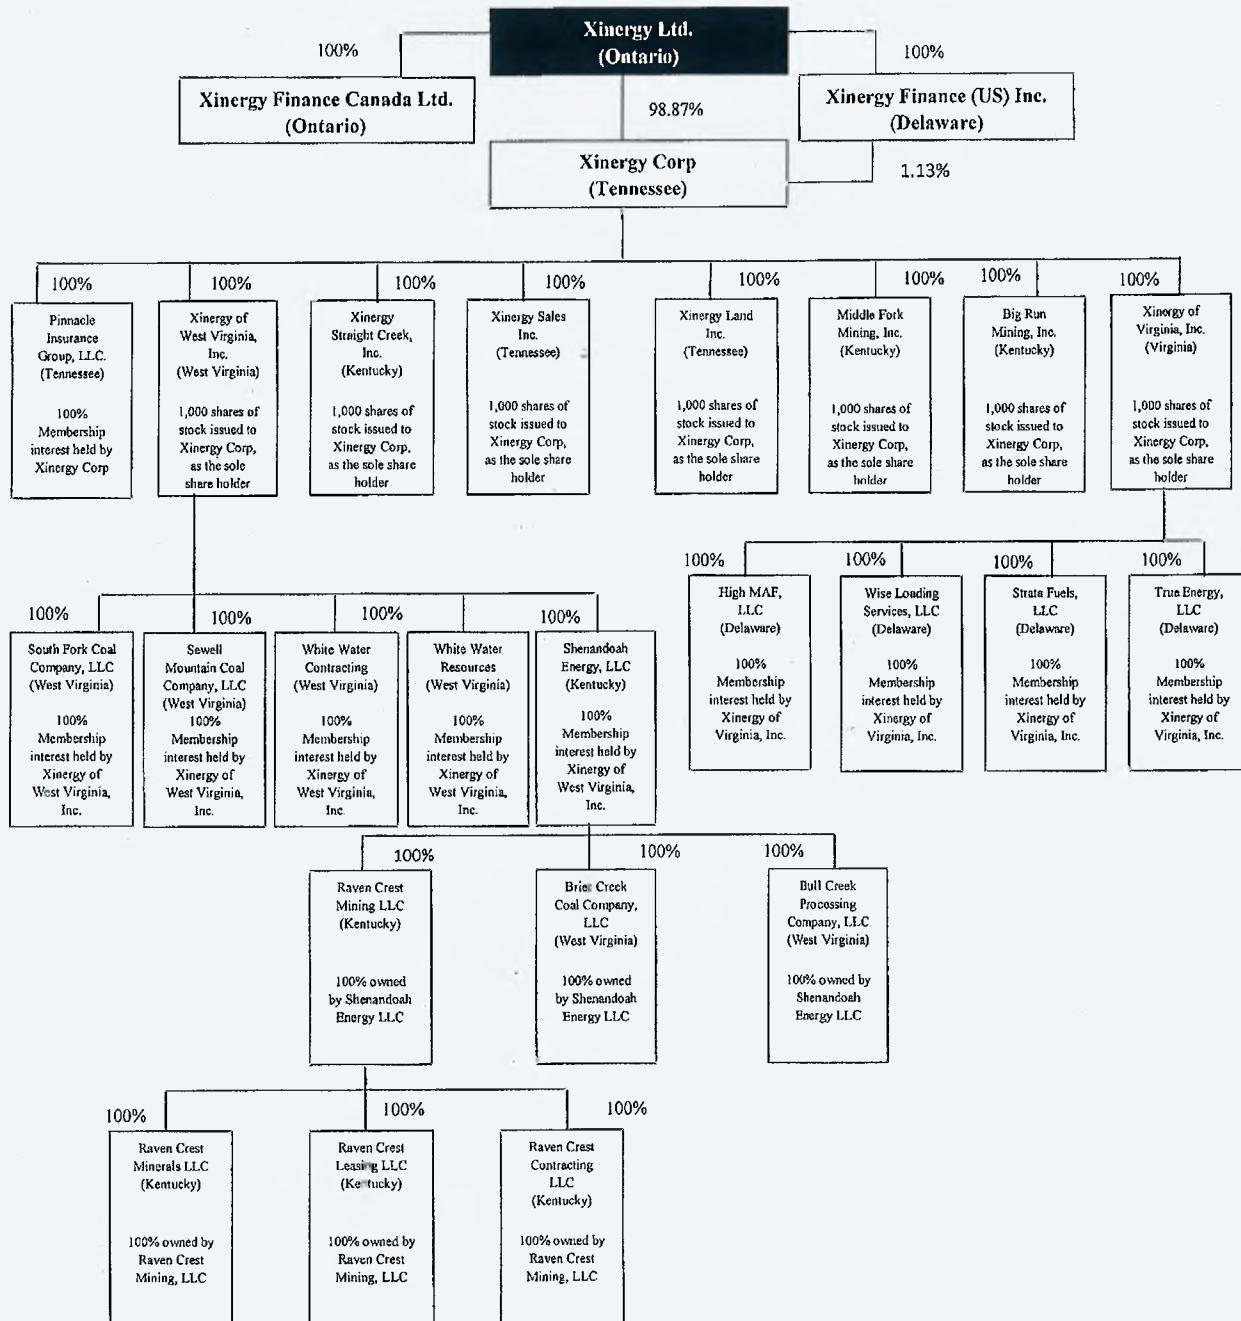 Xinergy Ltd.
(Ontario)
100%
100%
Xinergy Finance Canada Ltd.
(Ontario)
98.87%
Xinergy Finance (US) Inc.
(Delaware)
Xinergy Corp
(Tennessee)
1.13%
100%
100%
100%
100%
100%
100%
100%
100%
Pinnacle
Insurance
Group, LLC.
(Tennessee)
100%
Membership
interest held by
Xinergy Corp
Xinergy of
West Virginia,
Inc.
(West Virginia)
1,000 shares of
stock issued to
Xinergy Corp,
as the sole
share holder
Xinergy
Straight Creek,
Inc.
(Kentucky)
1,000 shares of
stock issued to
Xinergy Corp,
as the sole share
holder
Xinergy Sales
Inc.
(Tennessee)
1,000 shares of
stock issued to
Xinergy Corp,
as the sole share
holder
Xinergy Land
Inc.
(Tennessee)
1,000 shares of
stock issued to
Xinergy Corp,
as the sole share
holder
Middle Fork
Mining, Inc.
(Kentucky)
1,000 shares of
stock issued to
Xinergy Corp,
as the sole share
holder
Big Run
Mining, Inc.
(Kentucky)
1,000 shares of
stock issued to
Xinergy Corp,
as the sole share
holder
Xinergy of
Virginia, Inc.
(Virginia)
1,000 shares of
stock issued to
Xinergy Corp,
as the sole share
holder
100%
100%
100%
100%
High MAF,
LLC
(Delaware)
100%
Membership
interest held by
Xinergy of
Virginia, Inc.
Wise Loading
Services, LLC
(Delaware)
100%
Membership
interest held by
Xinergy of
Virginia, Inc.
Strata Fuels,
LLC
(Delaware)
100%
Membership
interest held by
Xinergy of
Virginia, Inc.
True Energy,
LLC
(Delaware)
100%
Membership
interest held by
Xinergy of
Virginia, Inc.
100%
100%
100%
100%
100%
South Fork Coal
Company, LLC
(West Virginia)
100%
Membership
interest held by
Xinergy of
West Virginia,
Inc.
Sewell
Mountain Coal
Company, LLC
(West Virginia)
100%
Membership
interest held by
Xinergy of
West Virginia,
Inc.
White Water
Contracting
(West Virginia)
100%
Membership
interest held by
Xinergy of
West Virginia,
Inc.
White Water
Resources
(West Virginia)
100%
Membership
interest held by
Xinergy of
West Virginia,
Inc.
Shenandoah
Energy, LLC
(Kentucky)
100%
Membership
interest held by
Xinergy of
West Virginia,
Inc.
100%
100%
100%
Raven Crest
Mining LLC
(Kentucky)
100% owned
by Shenandoah
Energy LLC
Brier Creek
Coal Company,
LLC
(West Virginia)
100% owned
by Shenandoah
Energy LLC
Bull Creek
Processing
Company, LLC
(West Virginia)
100% owned by
Shenandoah
Energy LLC
100%
100%
100%
Raven Crest
Minerals LLC
(Kentucky)
100% owned by
Raven Crest
Mining, LLC
Raven Crest
Leasing LLC
(Kentucky)
100% owned by
Raven Crest
Mining, LLC
Raven Crest
Contracting
LLC
(Kentucky)
100% owned by
Raven Crest
Mining, LLC